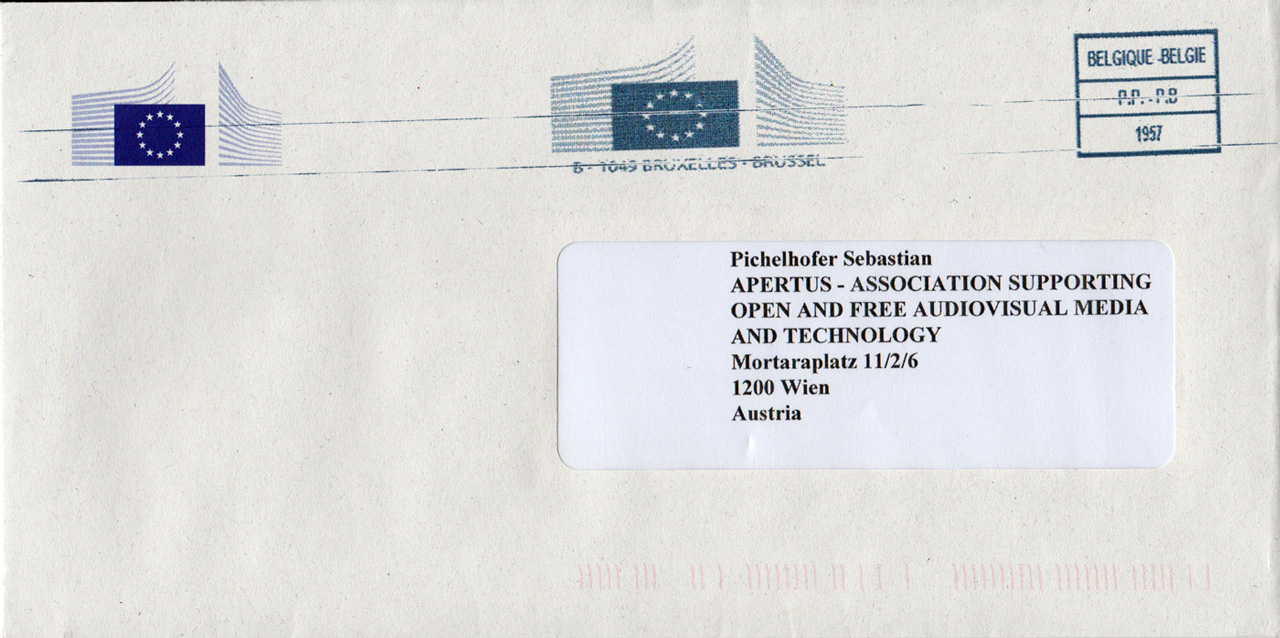 BELGIQUE-BELGIE
P.P.-P.B
1957
B - 1049 BRUXELLES - BRUSSEL
Pichelhofer Sebastian
APERTUS - ASSOCIATION SUPPORTING
OPEN AND FREE AUDIOVISUAL MEDIA
AND TECHNOLOGY
Mortaraplatz 11/2/6
1200 Wien
Austria